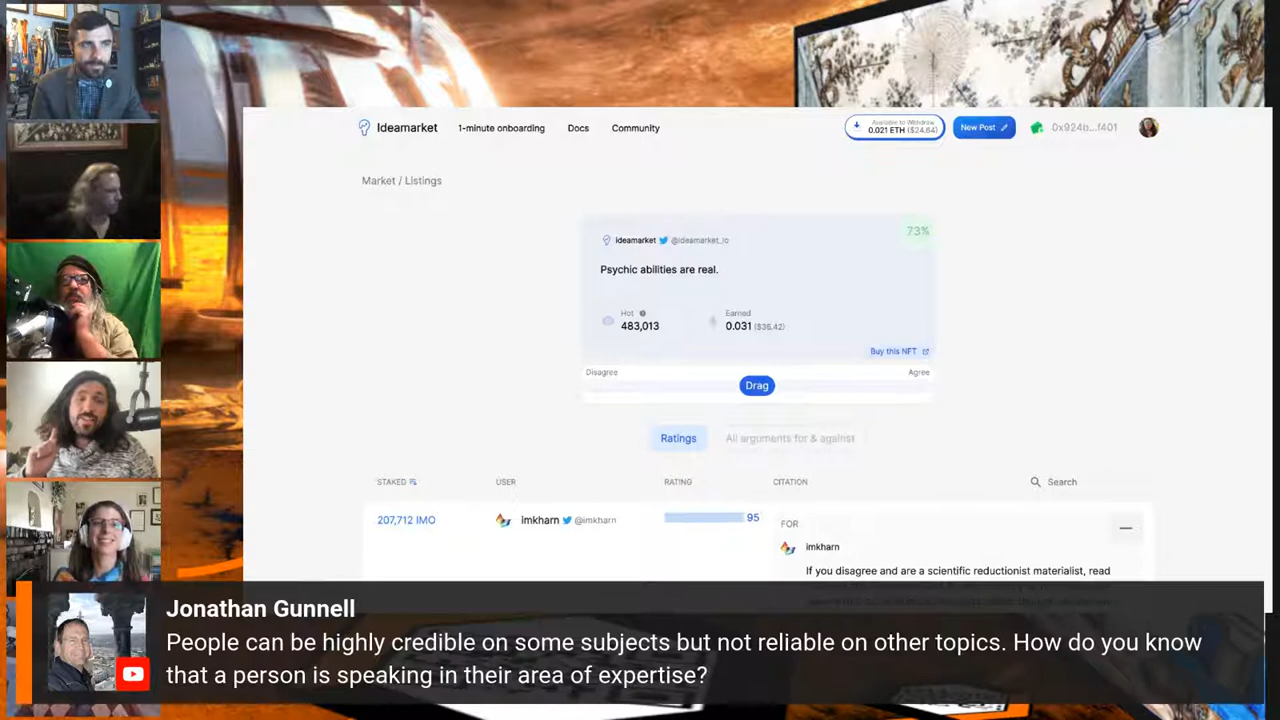 Ideamarket
1-minute onboarding
Docs
Community
Available to Withdraw
0.021 ETH ($24.64)
New Post
0x924b...f401
Market / Listings
ideamarket @ideamarket_io
73%
Psychic abilities are real.
Hot
483,013
Earned
0.031 ($36.42)
Buy this NFT
Disagree
Agree
Drag
Ratings
All arguments for & against
STAKED
USER
RATING
CITATION
Search
207,712 IMO
imkharn @imkharn
95
FOR
imkharn
If you disagree and are a scientific reductionist materialist, read
Jonathan Gunnell
People can be highly credible on some subjects but not reliable on other topics. How do you know
that a person is speaking in their area of expertise?